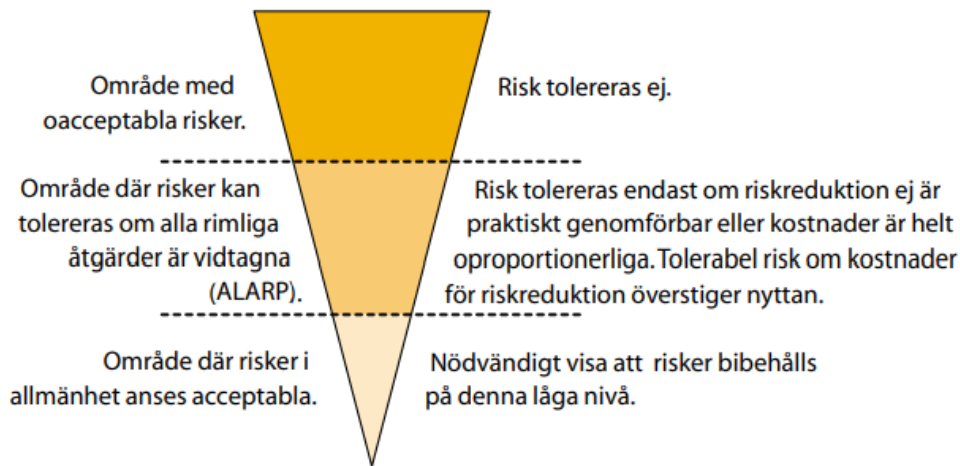 Område med
oacceptabla risker.
Risk tolereras ej.
Område där risker kan
tolereras om alla rimliga
åtgärder är vidtagna
(ALARP).
Risk tolereras endast om riskreduktion ej är
praktiskt genomförbar eller kostnader är helt
oproportionerliga. Tolerabel risk om kostnader
för riskreduktion överstiger nyttan.
Område där risker i
allmänhet anses acceptabla.
Nödvändigt visa att risker bibehålls
på denna låga nivå.